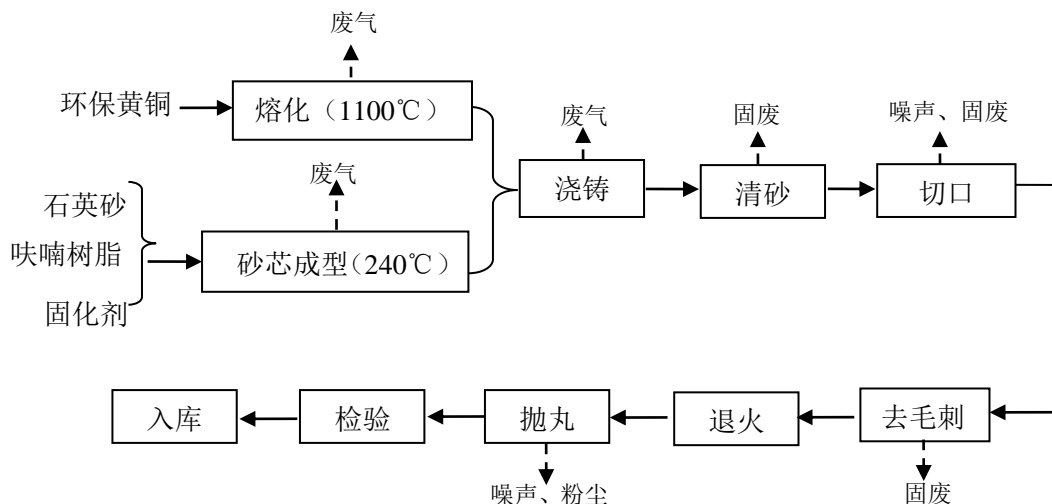 废气
环保黄铜
熔化（1100℃）
废气
石英砂
呋喃树脂
固化剂
砂芯成型（240℃）
废气
浇铸
固废
清砂
噪声、固废
切口
入库
检验
抛丸
退火
去毛刺
噪声、粉尘
固废